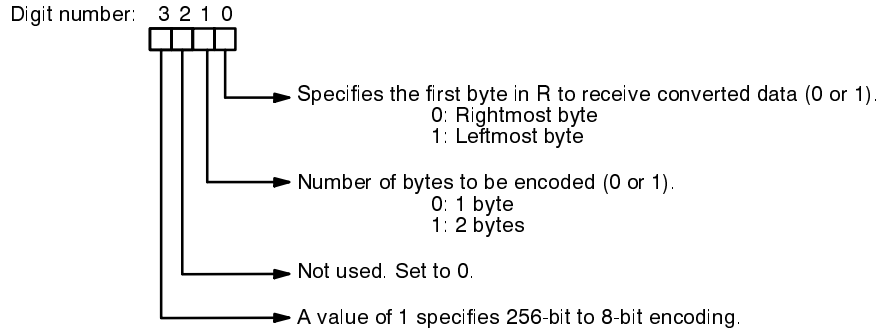 Digit number: 3 2 1 0
Specifies the first byte in R to receive converted data (0 or 1).
0: Rightmost byte
1: Leftmost byte
Number of bytes to be encoded (0 or 1).
0: 1 byte
1: 2 bytes
Not used. Set to 0.
A value of 1 specifies 256-bit to 8-bit encoding.